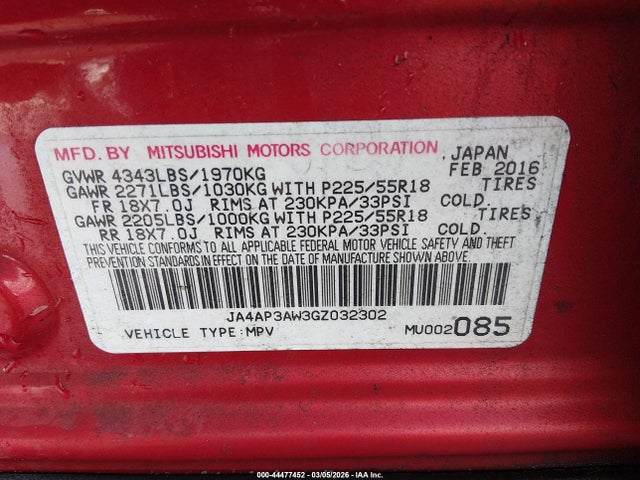 MFD. BY MITSUBISHI MOTORS CORPORATION, JAPAN
GVWR 4343LBS/1970KG FEB 2016
GAWR 2271LBS/1030KG WITH P225/55R18 TIRES
FR 18X7.0J RIMS AT 230KPA/33PSI COLD.
GAWR 2205LBS/1000KG WITH P225/55R18 TIRES
RR 18X7.0J RIMS AT 230KPA/33PSI COLD.
THIS VEHICLE CONFORMS TO ALL APPLICABLE FEDERAL MOTOR VEHICLE SAFETY AND THEFT
PREVENTION STANDARDS IN EFFECT ON THE DATE OF MANUFACTURE SHOWN ABOVE.
JA4AP3AW3GZ032302
VEHICLE TYPE:MPV MU002085
000-44477452 - 03/05/2026 - IAA Inc.